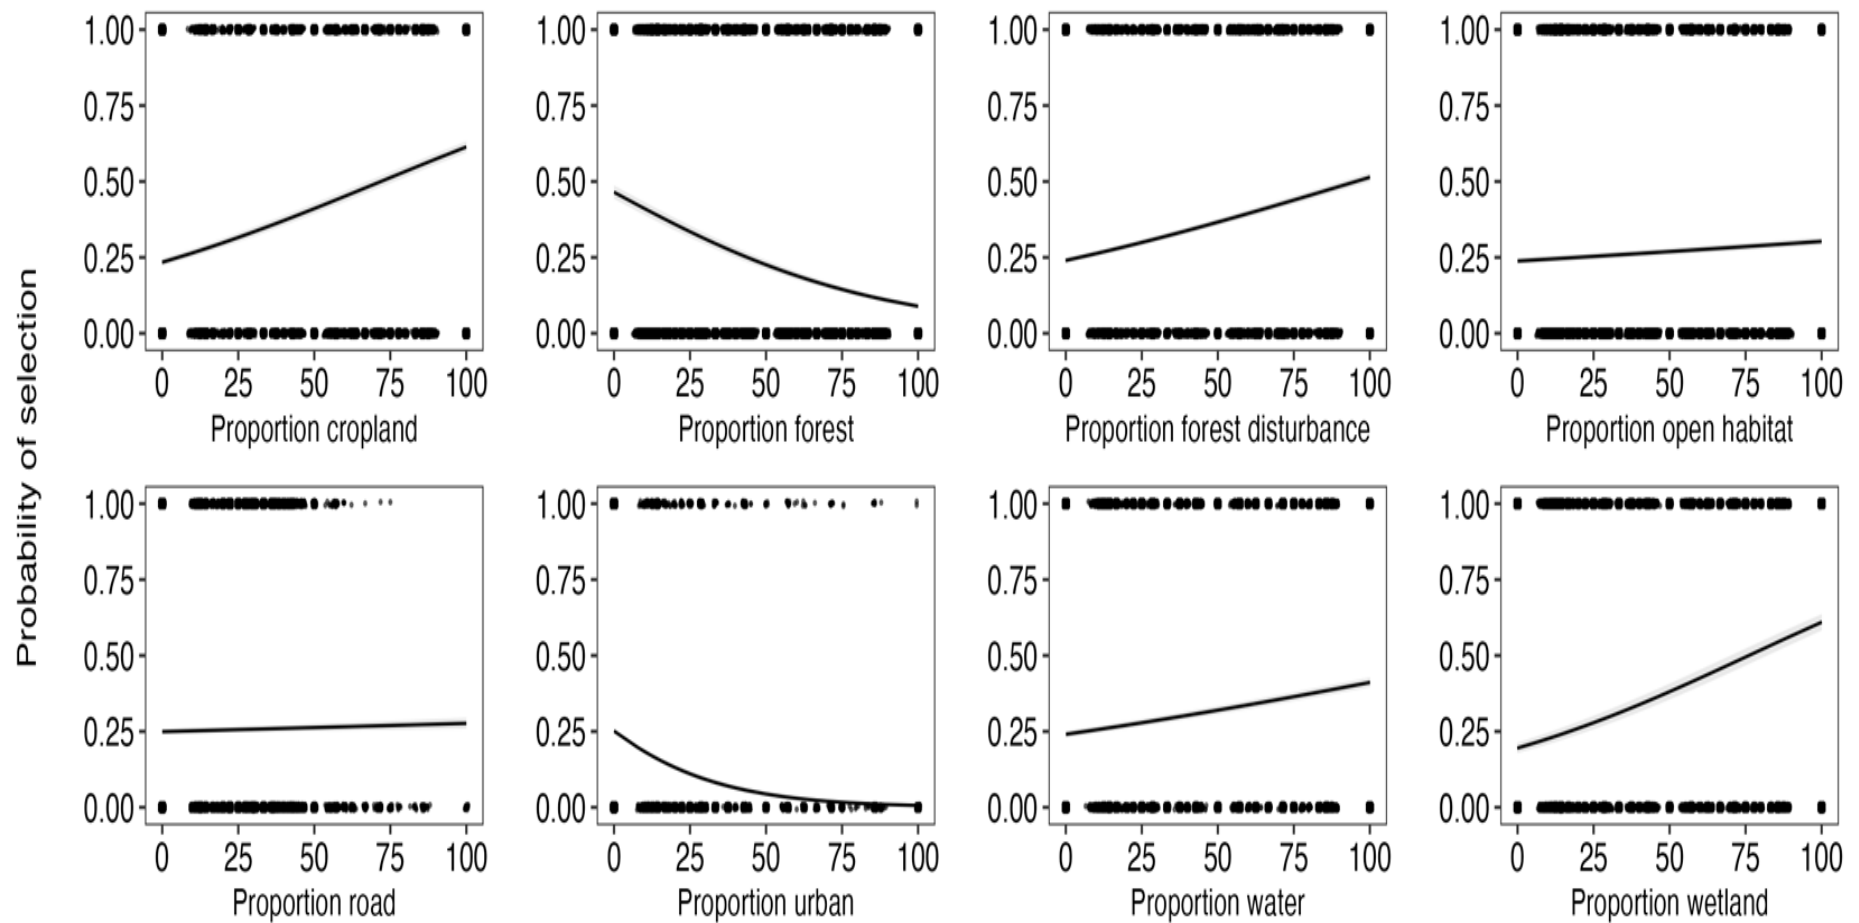 Probability of selection
1.00 1.00 1.00 1.00
0.75 0.75 0.75 0.75
0.50 0.50 0.50 0.50
0.25 0.25 0.25 0.25
0.00 0.00 0.00 0.00
0 25 50 75 100 0 25 50 75 100 0 25 50 75 100 0 25 50 75 100
Proportion cropland Proportion forest Proportion forest disturbance Proportion open habitat
1.00 1.00 1.00 1.00
0.75 0.75 0.75 0.75
0.50 0.50 0.50 0.50
0.25 0.25 0.25 0.25
0.00 0.00 0.00 0.00
0 25 50 75 100 0 25 50 75 100 0 25 50 75 100 0 25 50 75 100
Proportion road Proportion urban Proportion water Proportion wetland